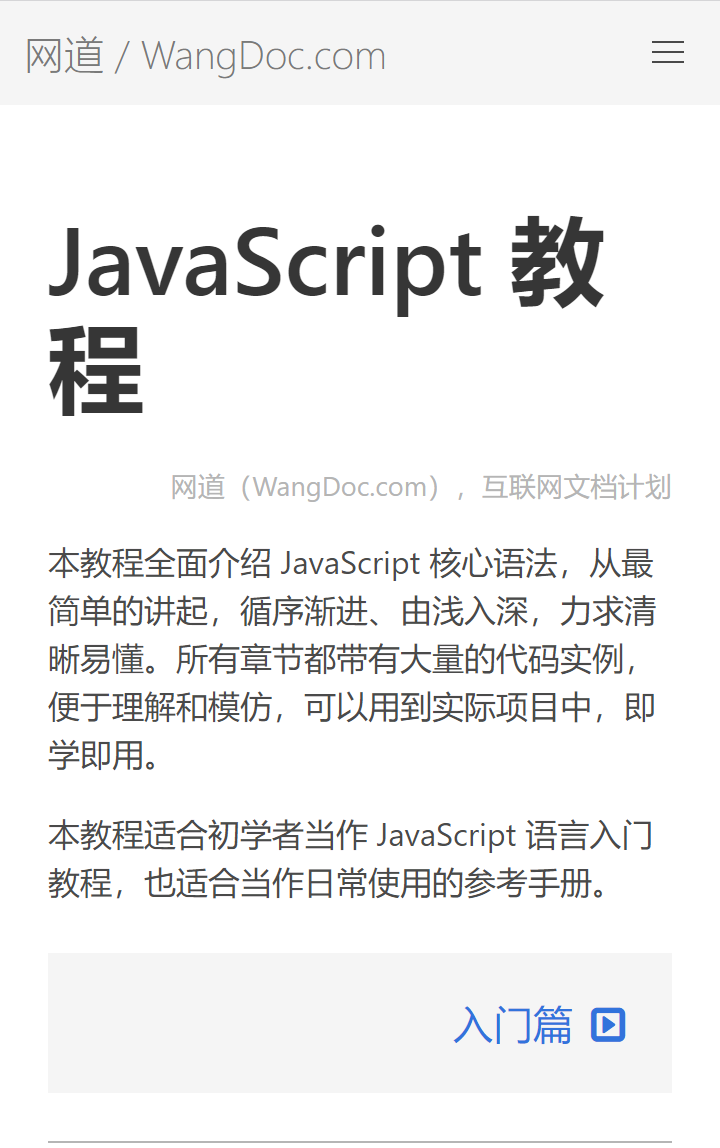 网道 / WangDoc.com
JavaScript 教
程
网道（WangDoc.com），互联网文档计划
本教程全面介绍 JavaScript 核心语法，从最
简单的讲起，循序渐进、由浅入深，力求清
晰易懂。所有章节都带有大量的代码实例，
便于理解和模仿，可以用到实际项目中，即
学即用。
本教程适合初学者当作 JavaScript 语言入门
教程，也适合当作日常使用的参考手册。
入门篇